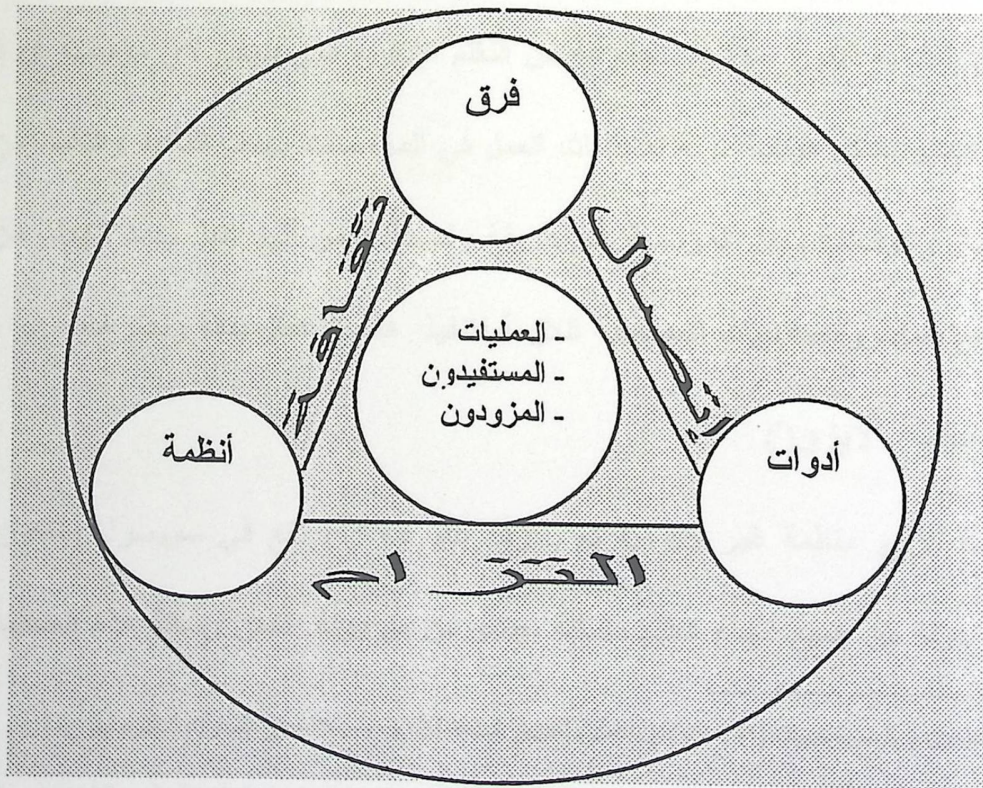 فرق
ثقافة
اتصال
- العمليات
- المستفيدون
- المزودون
أنظمة
أدوات
التزام